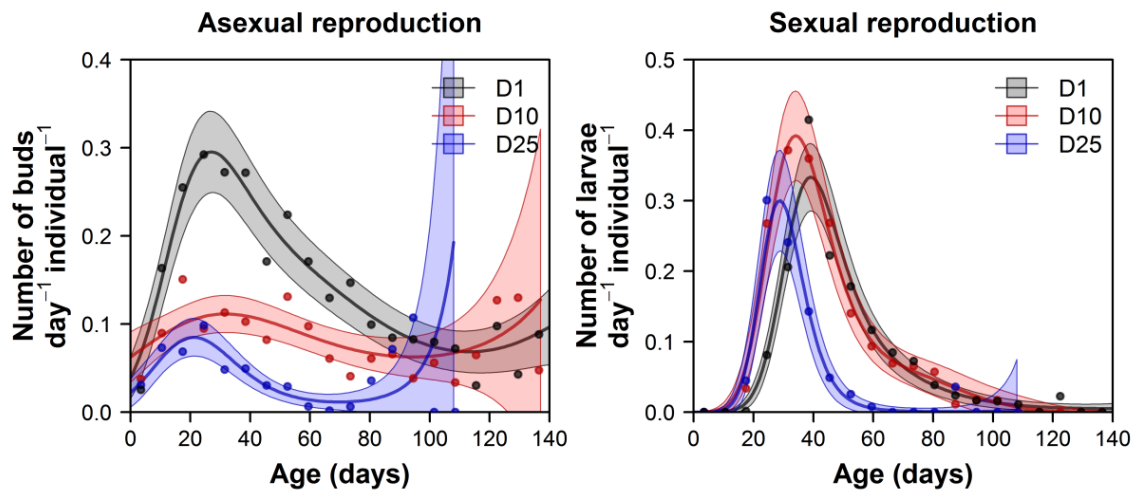 Asexual reproduction
Number of buds
day⁻¹ individual⁻¹
0.4
0.3
0.2
0.1
0.0
D1
D10
D25
0 20 40 60 80 100 120 140
Age (days)
Sexual reproduction
Number of larvae
day⁻¹ individual⁻¹
0.5
0.4
0.3
0.2
0.1
0.0
D1
D10
D25
0 20 40 60 80 100 120 140
Age (days)